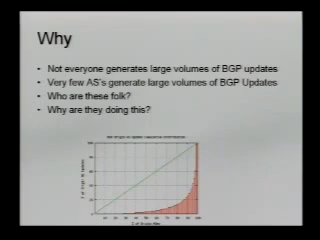 Why
• Not everyone generates large volumes of BGP updates
• Very few AS's generate large volumes of BGP Updates
• Who are these folk?
• Why are they doing this?